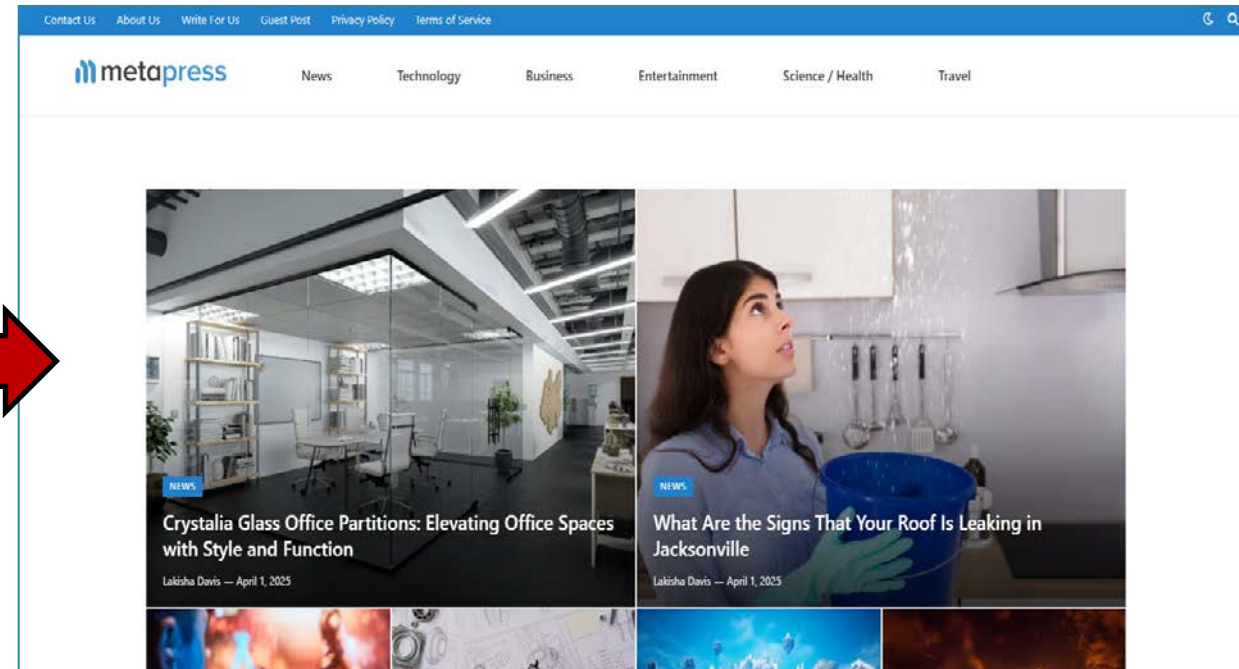 Contact Us About Us Write For Us Guest Post Privacy Policy Terms of Service
metapress News Technology Business Entertainment Science / Health Travel
NEWS
Crystalia Glass Office Partitions: Elevating Office Spaces
with Style and Function
Lakisha Davis — April 1, 2025
NEWS
What Are the Signs That Your Roof Is Leaking in
Jacksonville
Lakisha Davis — April 1, 2025